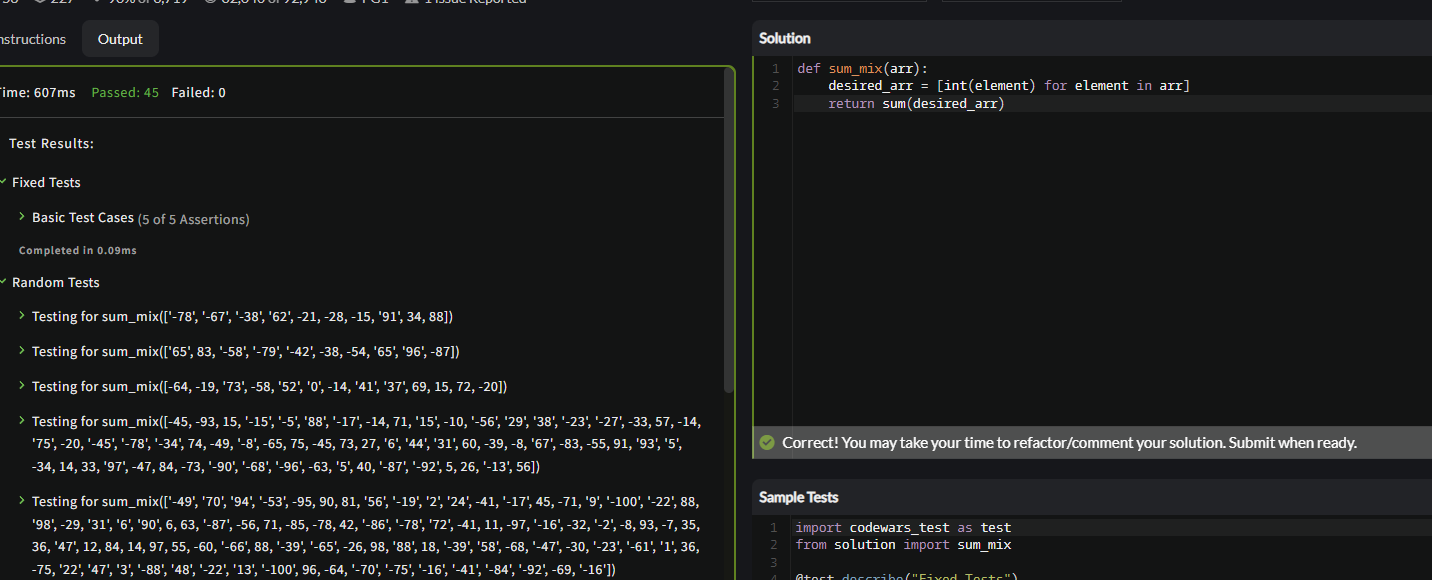 227
90% of 8,719
of
1 Issue Reported
nstructions
Output
Time: 607ms Passed: 45 Failed: 0
Test Results:
Fixed Tests
Basic Test Cases (5 of 5 Assertions)
Completed in 0.09ms
Random Tests
Testing for sum_mix(['-78', '-67', '-38', '62', -21, -28, -15, '91', 34, 88])
Testing for sum_mix(['65', 83, '-58', '-79', '-42', -38, -54, '65', '96', -87])
Testing for sum_mix([-64, -19, '73', -58, '52', '0', -14, '41', '37', 69, 15, 72, -20])
Testing for sum_mix([-45, -93, 15, '-15', '-5', '88', '-17', -14, 71, '15', -10, '-56', '29', '38', '-23', '-27', -33, 57, -14,
'75', -20, '-45', '-78', '-34', 74, -49, '-8', -65, 75, -45, 73, 27, '6', '44', '31', 60, -39, -8, '67', -83, -55, 91, '93', '5',
-34, 14, 33, '97', -47, 84, -73, '-90', '-68', '-96', -63, '5', 40, '-87', '-92', 5, 26, '-13', 56])
Testing for sum_mix(['-49', '70', '94', '-53', -95, 90, 81, '56', '-19', '2', '24', -41, '-17', 45, -71, '9', '-100', '-22', 88,
'98', -29, '31', '6', '90', 6, 63, '-87', -56, 71, -85, -78, 42, '-86', '-78', '72', -41, 11, -97, '-16', -32, '-2', -8, 93, -7, 35,
36, '47', 12, 84, 14, 97, 55, -60, '-66', 88, '-39', '-65', -26, 98, '88', 18, '-39', '58', -68, '-47', -30, '-23', '-61', '1', 36,
-75, '22', '47', '3', '-88', '48', '-22', '13', '-100', 96, -64, '-70', '-75', '-16', '-41', '-84', '-92', -69, '-16'])
Solution
1 def sum_mix(arr):
2 desired_arr = [int(element) for element in arr]
3 return sum(desired_arr)
Correct! You may take your time to refactor/comment your solution. Submit when ready.
Sample Tests
1 import codewars_test as test
2 from solution import sum_mix
3
4 @test.describe("Fixed Tests")